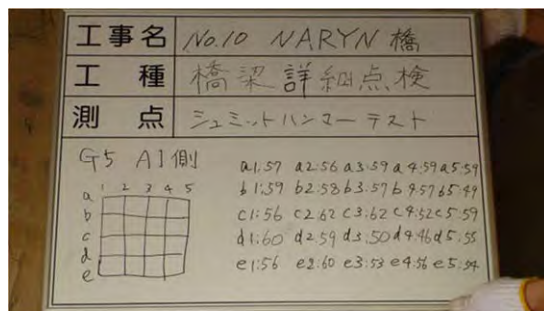 工事名 No.10 NARYN 橋
工種 橋梁詳細点検
測点 シュミットハンマーテスト
G5 A1側
a1:57 a2:56 a3:59 a4:59 a5:59
b1:59 b2:58 b3:57 b4:57 b5:49
c1:56 c2:62 c3:62 c4:52 c5:59
d1:60 d2:59 d3:50 d4:46 d5:55
e1:56 e2:60 e3:53 e4:56 e5:54
1 2 3 4 5
a
b
c
d
e